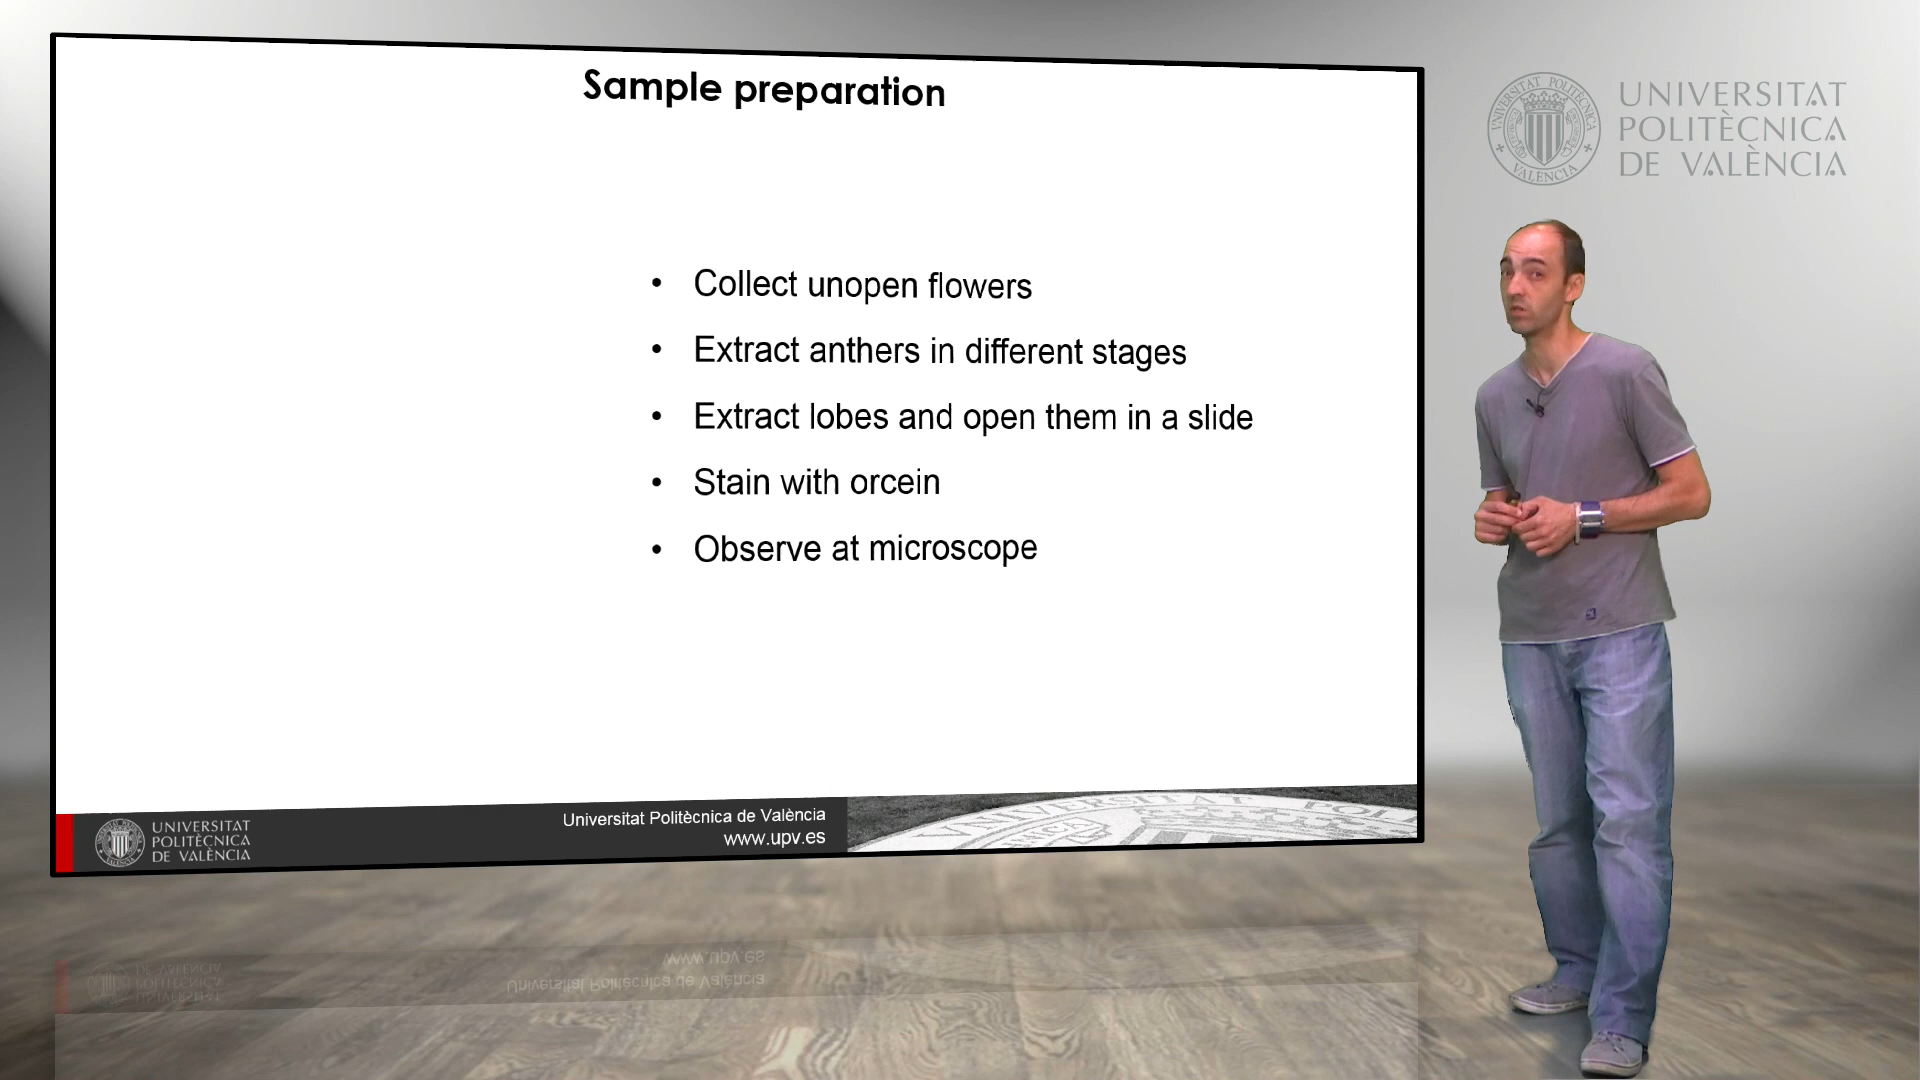 Sample preparation
• Collect unopen flowers
• Extract anthers in different stages
• Extract lobes and open them in a slide
• Stain with orcein
• Observe at microscope
UNIVERSITAT
POLITÈCNICA
DE VALÈNCIA
Universitat Politècnica de València
www.upv.es
UNIVERSITAT
POLITÈCNICA
DE VALÈNCIA